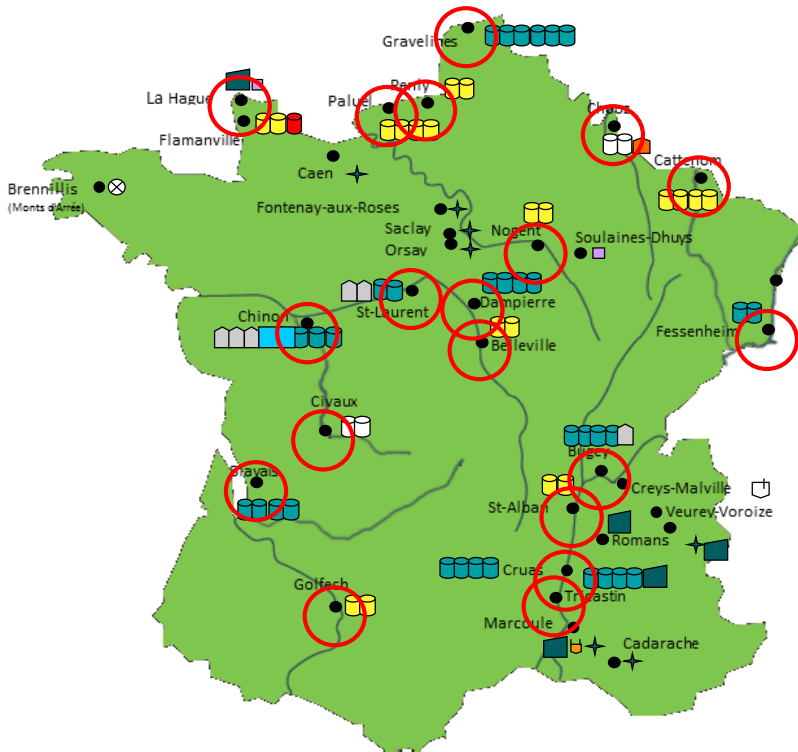 Gravelines
Penly
La Hague
Paluel
Chooz
Flamanville
Cattenom
Caen
Brennillis
(Monts d'Arrée)
Fontenay-aux-Roses
Saclay
Nogent
Soulaines-Dhuys
Orsay
Dampierre
St-Laurent
Chinon
Fessenheim
Belleville
Civaux
Bugey
Blayais
Creys-Malville
St-Alban
Veurey-Voroize
Romans
Cruas
Golfech
Tricastin
Marcoule
Cadarache